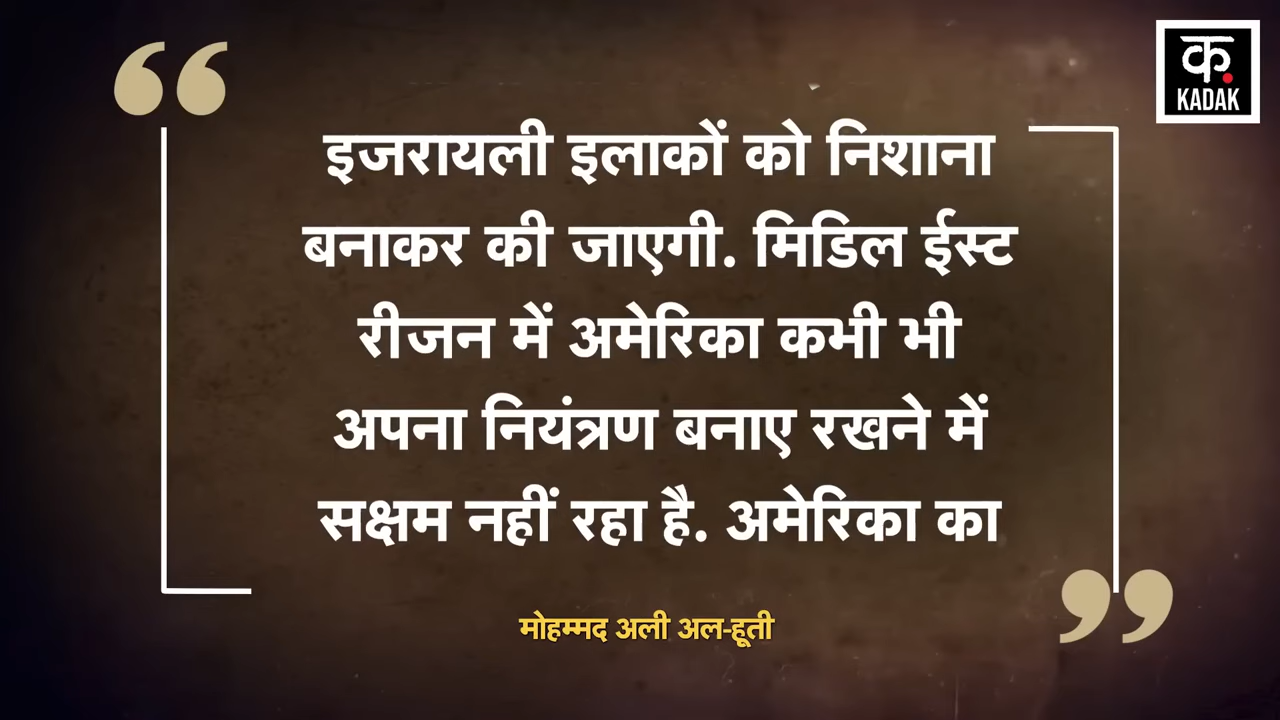 क.
KADAK
इजरायली इलाकों को निशाना
बनाकर की जाएगी. मिडिल ईस्ट
रीजन में अमेरिका कभी भी
अपना नियंत्रण बनाए रखने में
सक्षम नहीं रहा है. अमेरिका का
मोहम्मद अली अल-हूती